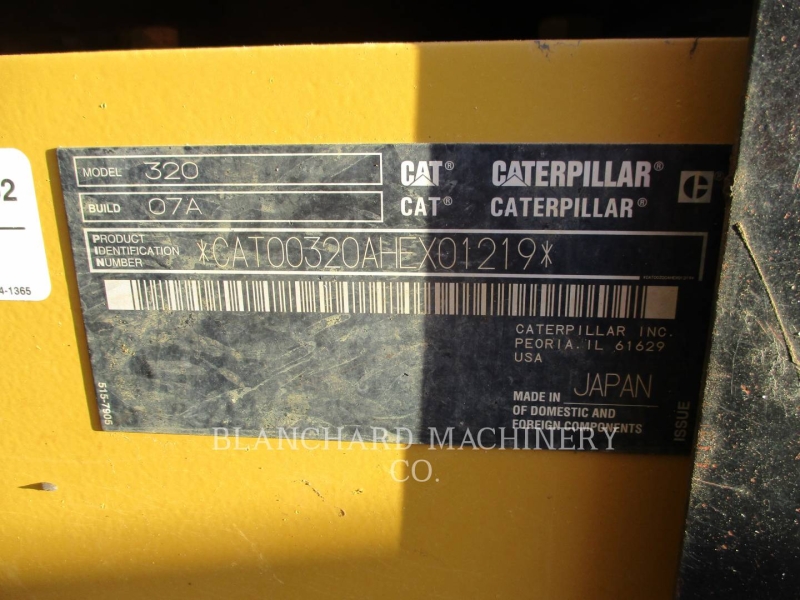 MODEL 320 CAT® CATERPILLAR®
BUILD 07A CAT® CATERPILLAR® C
PRODUCT IDENTIFICATION NUMBER *CAT00320AHEX01219*
4-1365
CATERPILLAR INC.
PEORIA, IL 61629
USA
MADE IN JAPAN
OF DOMESTIC AND
FOREIGN COMPONENTS
515-7905
ISSUE
BLANCHARD MACHINERY
CO.